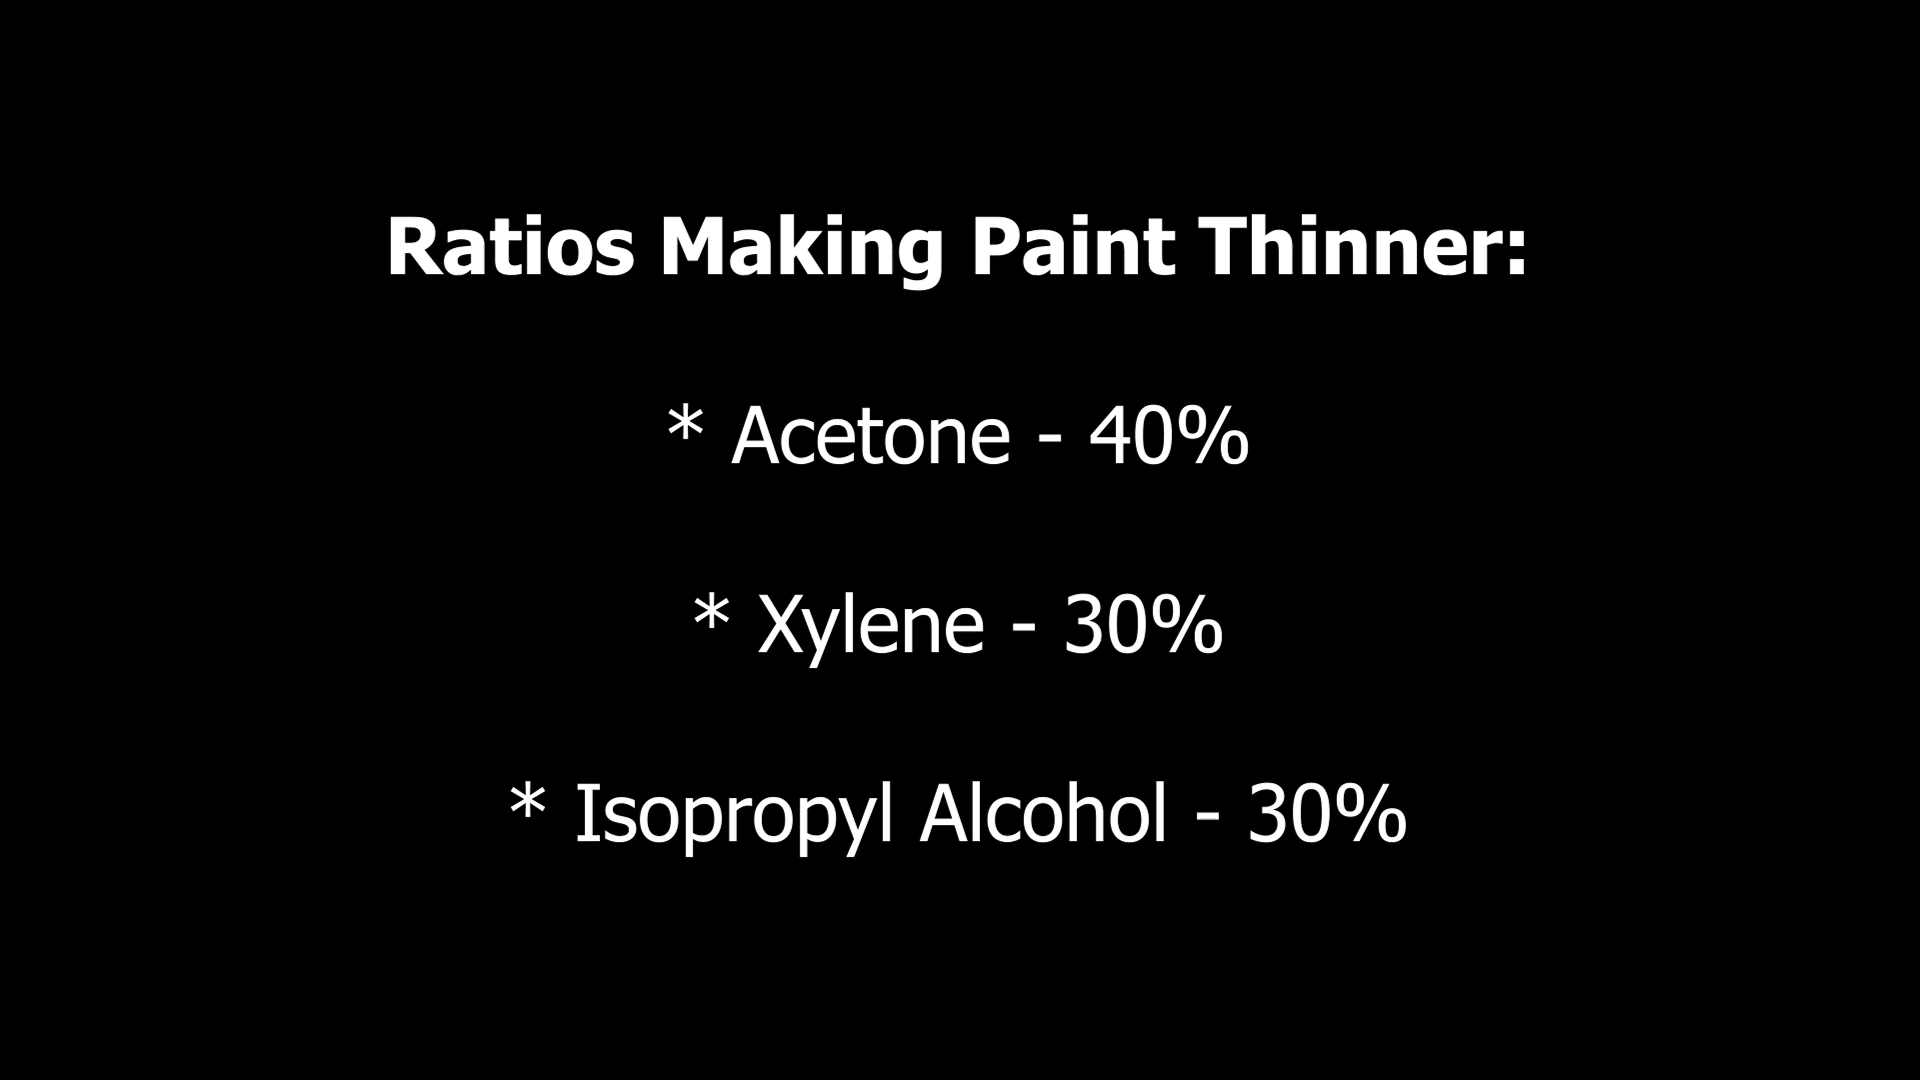 Ratios Making Paint Thinner:
* Acetone - 40%
* Xylene - 30%
* Isopropyl Alcohol - 30%